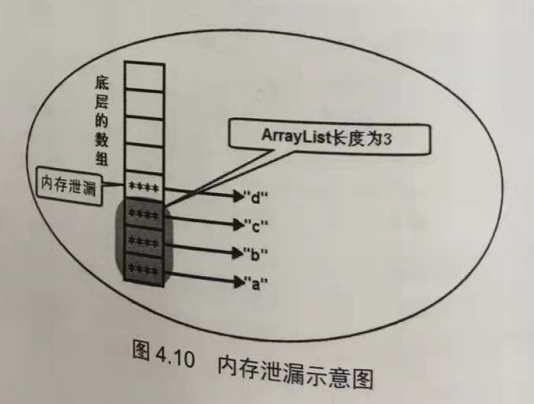 底层的数组
ArrayList长度为3
内存泄漏
**** "d"
**** "c"
**** "b"
**** "a"
图 4.10 内存泄漏示意图